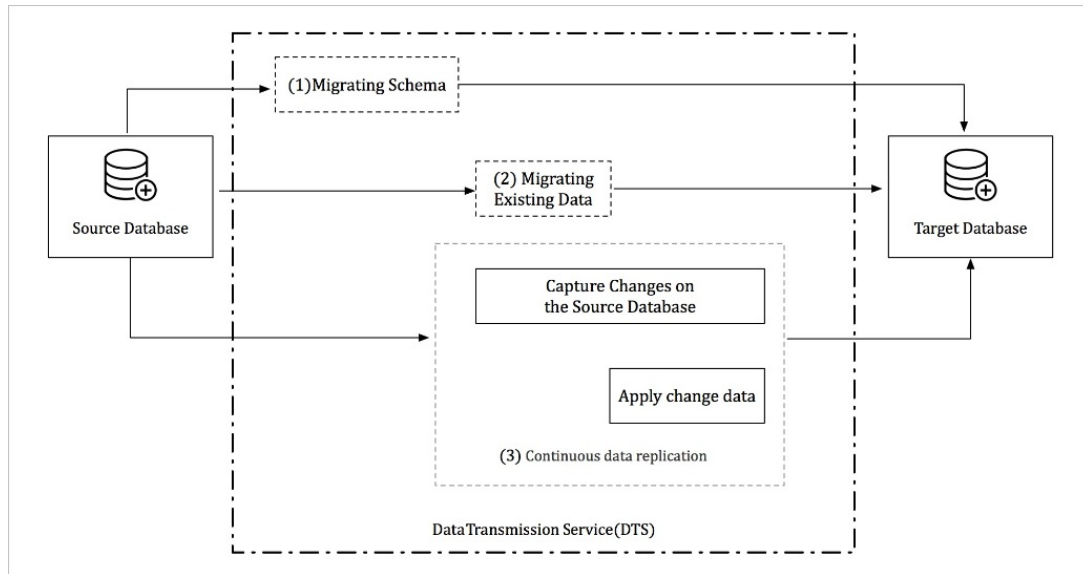 (1)Migrating Schema
(2) Migrating
Existing Data
Source Database
Target Database
Capture Changes on
the Source Database
Apply change data
(3) Continuous data replication
DataTransmission Service(DTS)